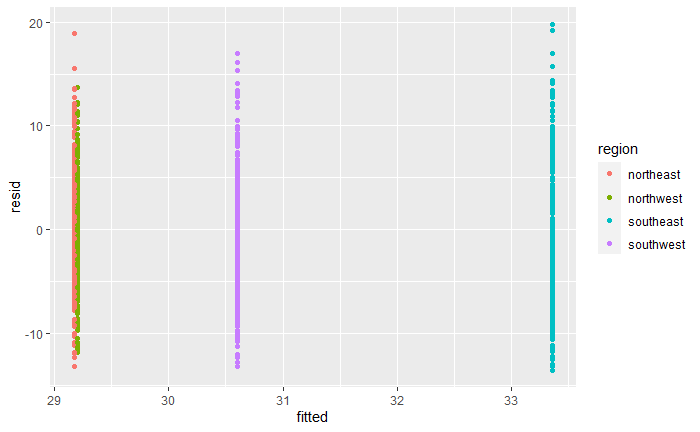 20
10
0
-10
resid
29
30
31
32
33
fitted
region
northeast
northwest
southeast
southwest